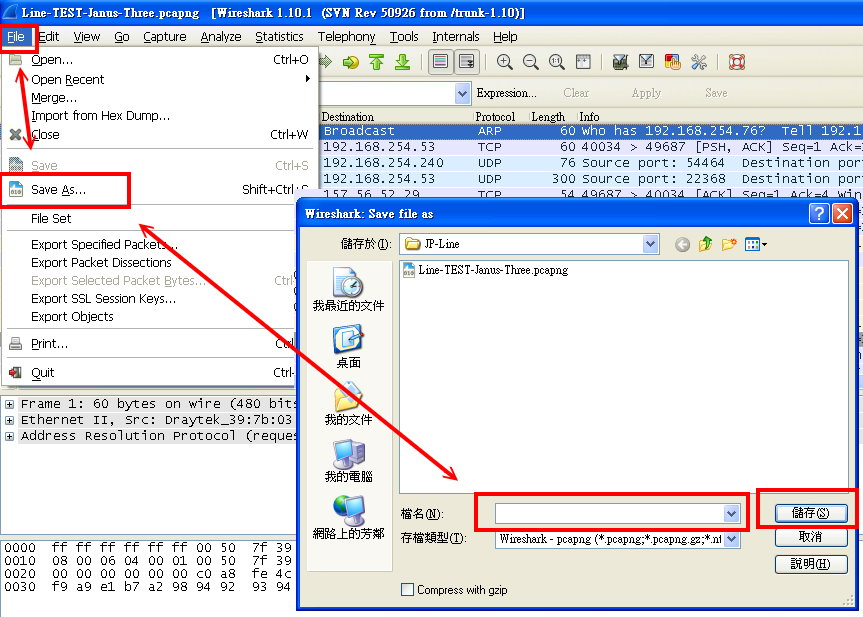 Line-TEST-Janus-Three.pcapng [Wireshark 1.10.1 (SVN Rev 50926 from /trunk-1.10)]
File Edit View Go Capture Analyze Statistics Telephony Tools Internals Help
Open... Ctrl+O
Open Recent
Merge...
Import from Hex Dump...
Close Ctrl+W
Save Ctrl+S
Save As... Shift+Ctrl+S
File Set
Export Specified Packets...
Export Packet Dissections
Export Selected Packet Bytes... Ctrl
Export SSL Session Keys...
Export Objects
Print... Ctrl
Quit Ctrl-
Expression... Clear Apply Save
Destination Protocol Length Info
Broadcast ARP 60 Who has 192.168.254.76? Tell 192.1
192.168.254.53 TCP 60 40034 > 49687 [PSH, ACK] Seq=1 Ack=
192.168.254.240 UDP 76 Source port: 54464 Destination port
192.168.254.53 UDP 300 Source port: 22368 Destination port
157.56.52.29 TCP 54 49687 > 40034 [ACK] Seq=1 Ack=4 Win
Wireshark: Save file as
儲存於(I): JP-Line
Line-TEST-Janus-Three.pcapng
我最近的文件
桌面
我的文件
我的電腦
網路上的芳鄰
檔名(N): 儲存(S)
存檔類型(T): Wireshark - pcapng (*.pcapng;*.pcapng.gz;*.nt 取消
說明(H)
Compress with gzip
Frame 1: 60 bytes on wire (480 bits
Ethernet II, Src: Draytek_39:7b:03
Address Resolution Protocol (reques
0000 ff ff ff ff ff ff 00 50 7f 39
0010 08 00 06 04 00 01 00 50 7f 39
0020 00 00 00 00 00 00 c0 a8 fe 4c
0030 f9 a9 e1 b7 a2 98 94 92 93 94